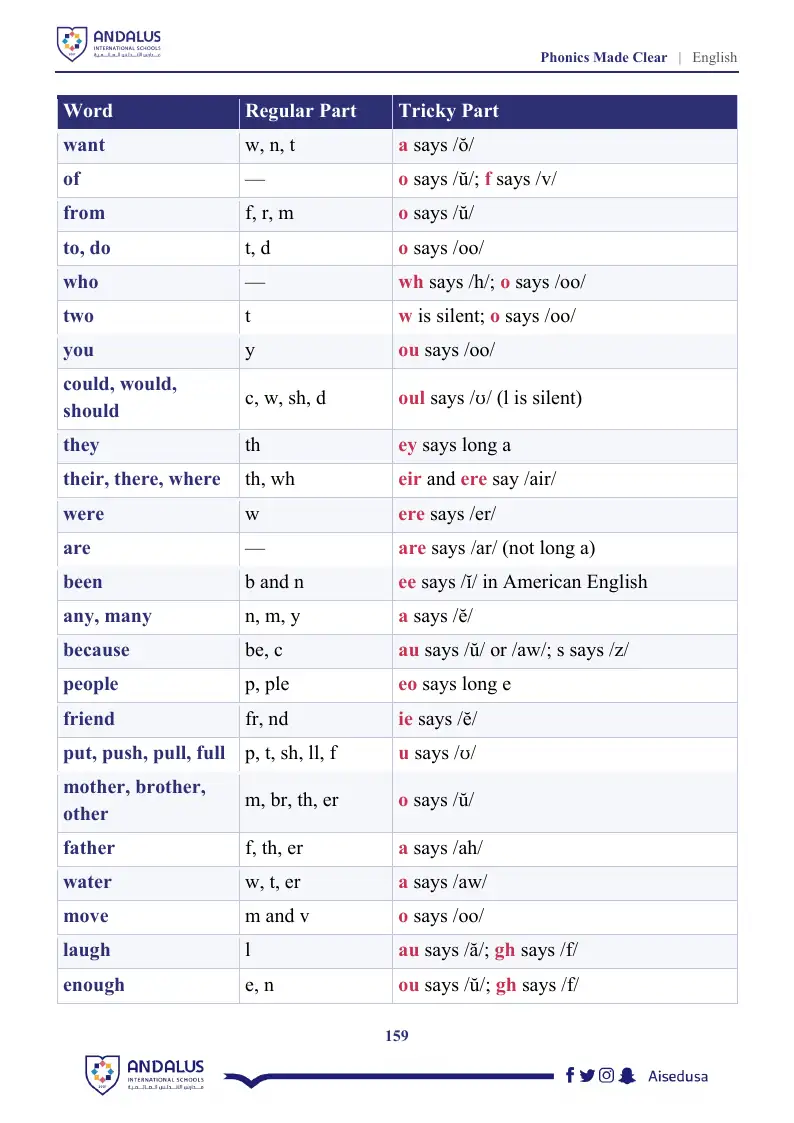 ANDALUS
INTERNATIONAL SCHOOLS
مدارس الأندلس العالمية
Phonics Made Clear | English
Word Regular Part Tricky Part
want w, n, t a says /ŏ/
of — o says /ŭ/; f says /v/
from f, r, m o says /ŭ/
to, do t, d o says /oo/
who — wh says /h/; o says /oo/
two t w is silent; o says /oo/
you y ou says /oo/
could, would,
should c, w, sh, d oul says /ʊ/ (l is silent)
they th ey says long a
their, there, where th, wh eir and ere say /air/
were w ere says /er/
are — are says /ar/ (not long a)
been b and n ee says /ĭ/ in American English
any, many n, m, y a says /ĕ/
because be, c au says /ŭ/ or /aw/; s says /z/
people p, ple eo says long e
friend fr, nd ie says /ĕ/
put, push, pull, full p, t, sh, ll, f u says /ʊ/
mother, brother,
other m, br, th, er o says /ŭ/
father f, th, er a says /ah/
water w, t, er a says /aw/
move m and v o says /oo/
laugh l au says /ă/; gh says /f/
enough e, n ou says /ŭ/; gh says /f/
159
ANDALUS
INTERNATIONAL SCHOOLS
مدارس الأندلس العالمية
Aisedusa